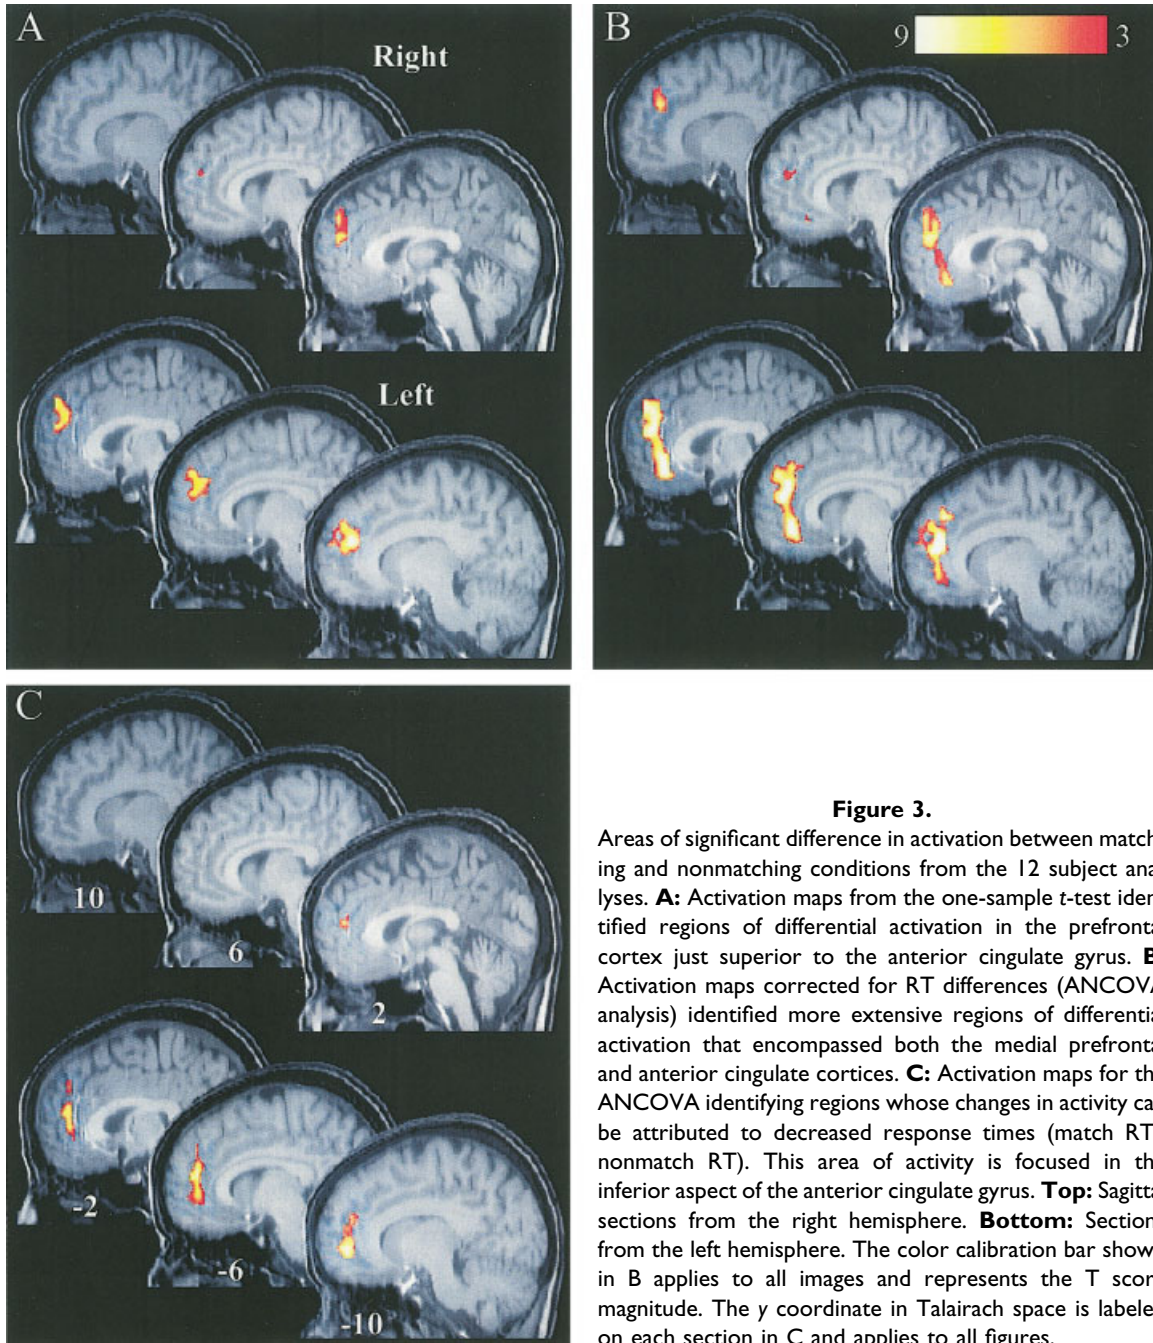 A
Right
Left
B
9
3
C
10
6
2
-2
-6
-10
Figure 3.
Areas of significant difference in activation between match
ing and nonmatching conditions from the 12 subject ana
lyses. A: Activation maps from the one-sample t-test iden
tified regions of differential activation in the prefronta
cortex just superior to the anterior cingulate gyrus. B
Activation maps corrected for RT differences (ANCOVA
analysis) identified more extensive regions of differentia
activation that encompassed both the medial prefronta
and anterior cingulate cortices. C: Activation maps for th
ANCOVA identifying regions whose changes in activity ca
be attributed to decreased response times (match RT
nonmatch RT). This area of activity is focused in th
inferior aspect of the anterior cingulate gyrus. Top: Sagitta
sections from the right hemisphere. Bottom: Section
from the left hemisphere. The color calibration bar show
in B applies to all images and represents the T scor
magnitude. The y coordinate in Talairach space is labele
on each section in C and applies to all figures.